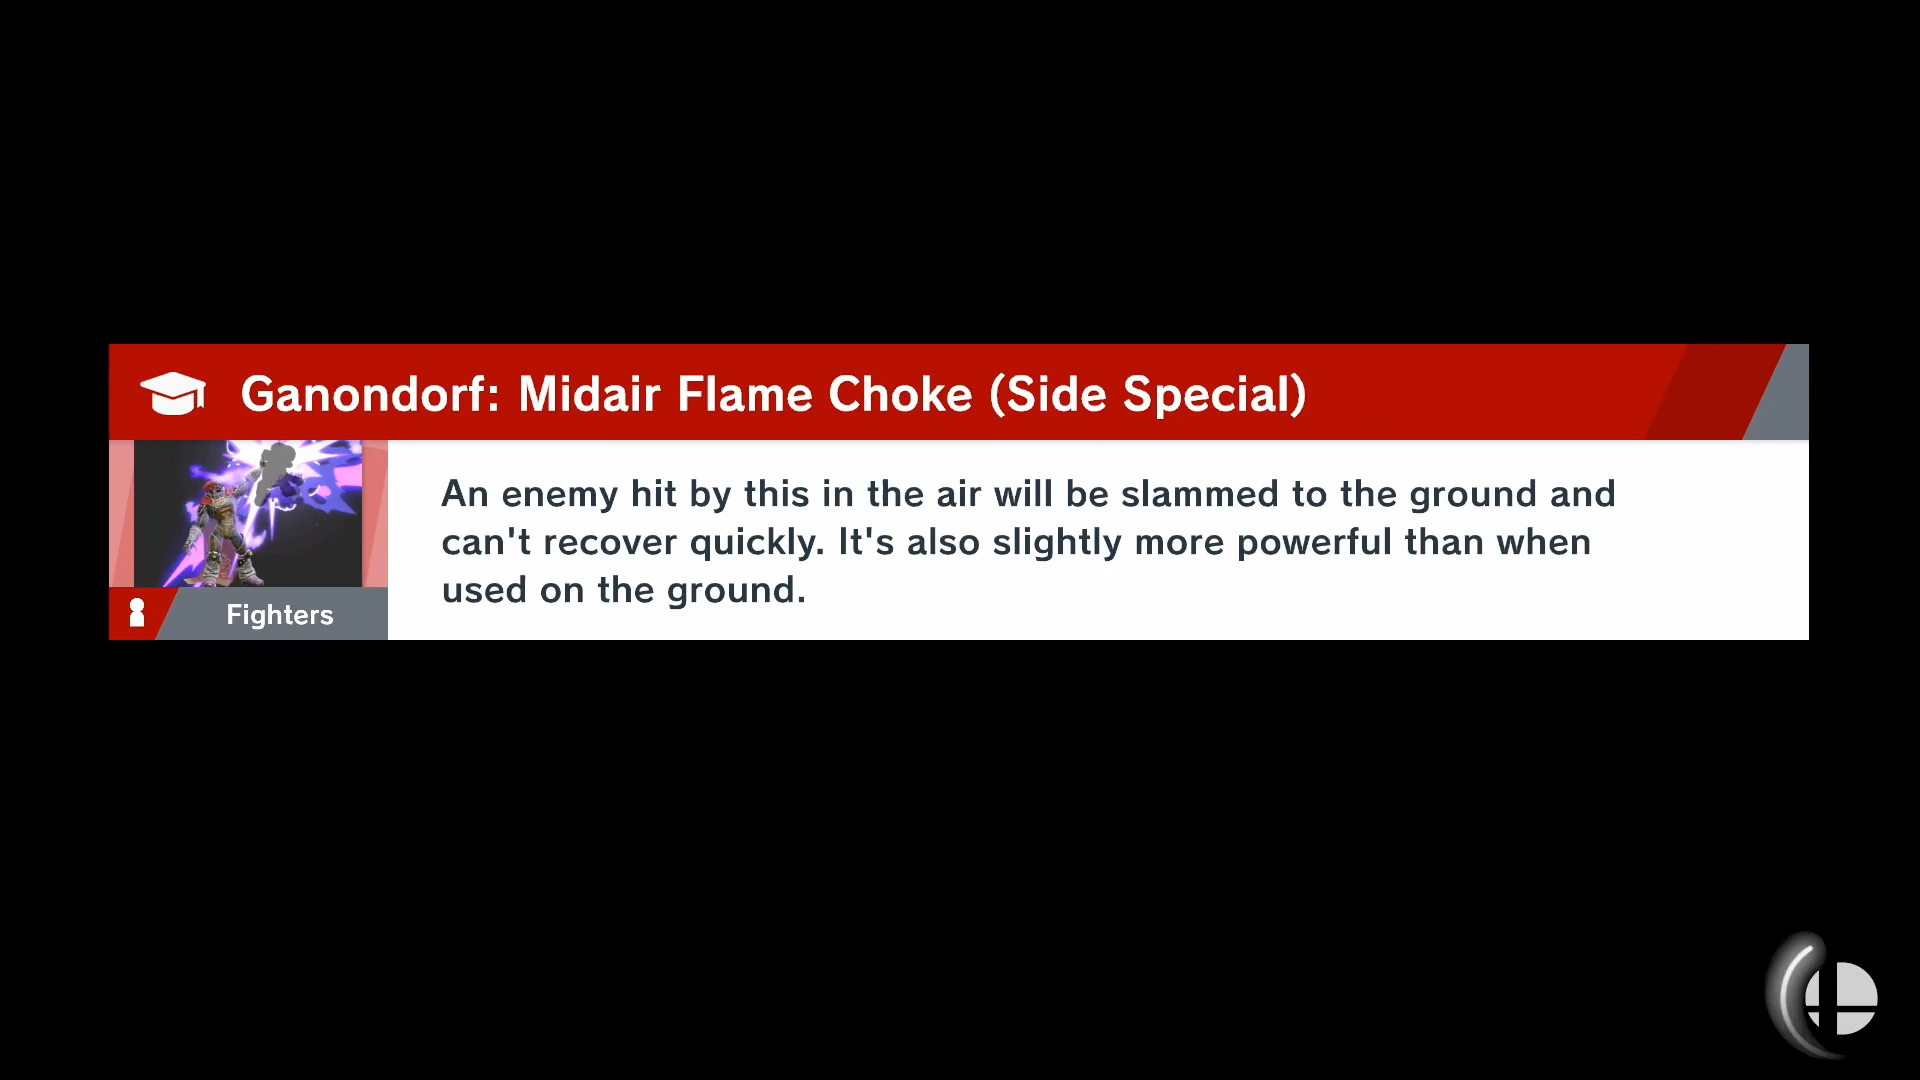 Ganondorf: Midair Flame Choke (Side Special)
An enemy hit by this in the air will be slammed to the ground and
can't recover quickly. It's also slightly more powerful than when
used on the ground.
Fighters